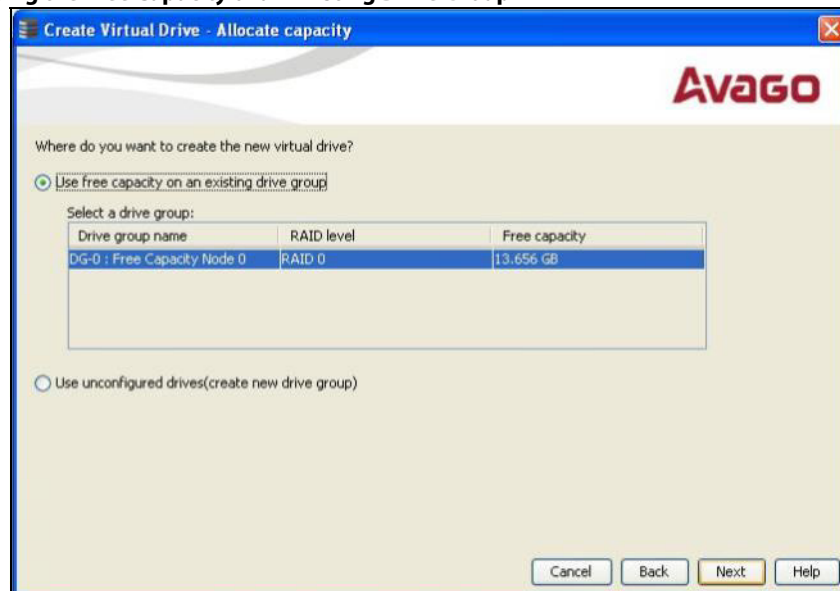 Create Virtual Drive - Allocate capacity
Avago
Where do you want to create the new virtual drive?
Use free capacity on an existing drive group
Select a drive group:
Drive group name RAID level Free capacity
DG-0 : Free Capacity Node 0 RAID 0 13.656 GB
Use unconfigured drives(create new drive group)
Cancel Back Next Help